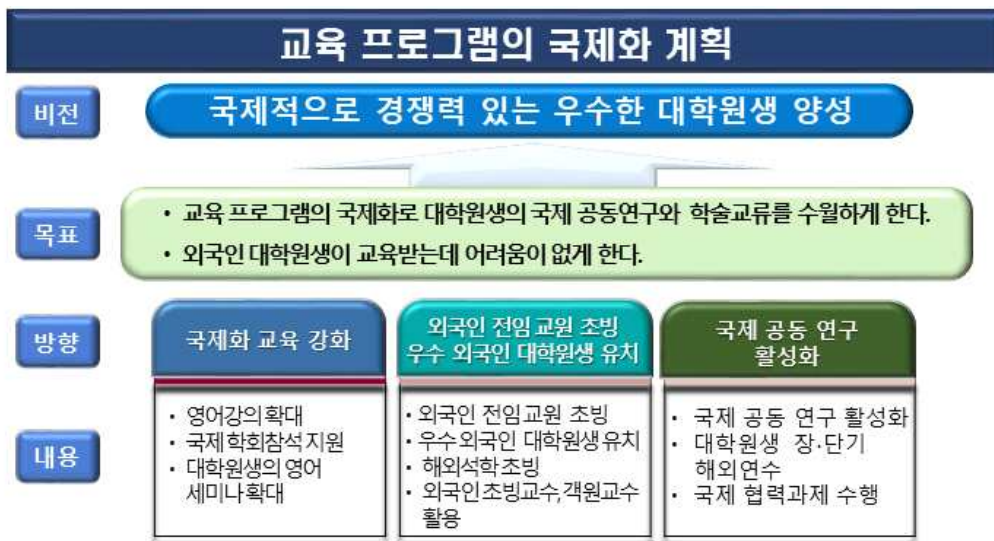 교육 프로그램의 국제화 계획
비전
국제적으로 경쟁력 있는 우수한 대학원생 양성
목표
• 교육 프로그램의 국제화로 대학원생의 국제 공동연구와 학술교류를 수월하게 한다.
• 외국인 대학원생이 교육받는데 어려움이 없게 한다.
방향
국제화 교육 강화
외국인 전임 교원 초빙
우수 외국인 대학원생 유치
국제 공동 연구
활성화
내용
• 영어강의 확대
• 국제학회참석 지원
• 대학원생의 영어
세미나 확대
• 외국인 전임교원 초빙
• 우수 외국인 대학원생 유치
• 해외석학 초빙
• 외국인 초빙교수, 객원교수
활용
• 국제 공동 연구 활성화
• 대학원생 장·단기
해외연수
• 국제 협력과제 수행